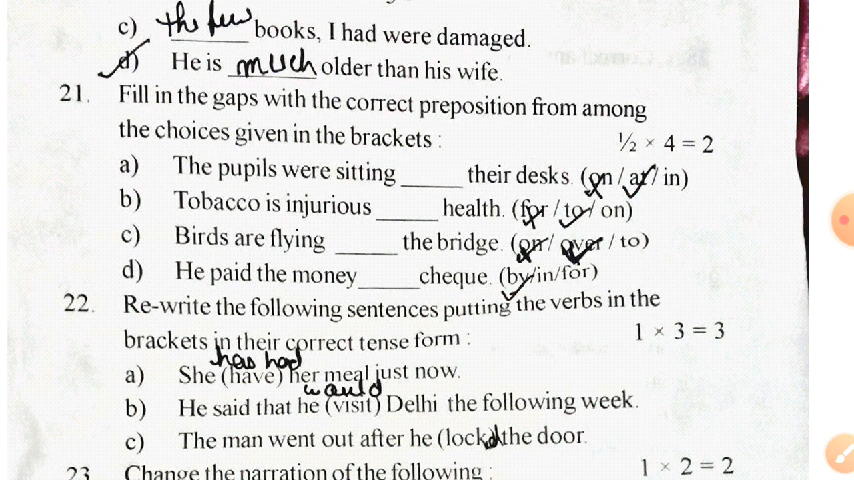 c) the few books, I had were damaged.
d) He is much older than his wife.
21. Fill in the gaps with the correct preposition from among
the choices given in the brackets :
½ × 4 = 2
a) The pupils were sitting _____ their desks. (on / at / in)
b) Tobacco is injurious _____ health. (for / to / on)
c) Birds are flying _____ the bridge. (on / over / to)
d) He paid the money _____ cheque. (by/in/for)
22. Re-write the following sentences putting the verbs in the
brackets in their correct tense form :
1 × 3 = 3
has had
a) She (have) her meal just now.
would
b) He said that he (visit) Delhi the following week.
c) The man went out after he (lock) the door.
23. Change the narration of the following :
1 × 2 = 2